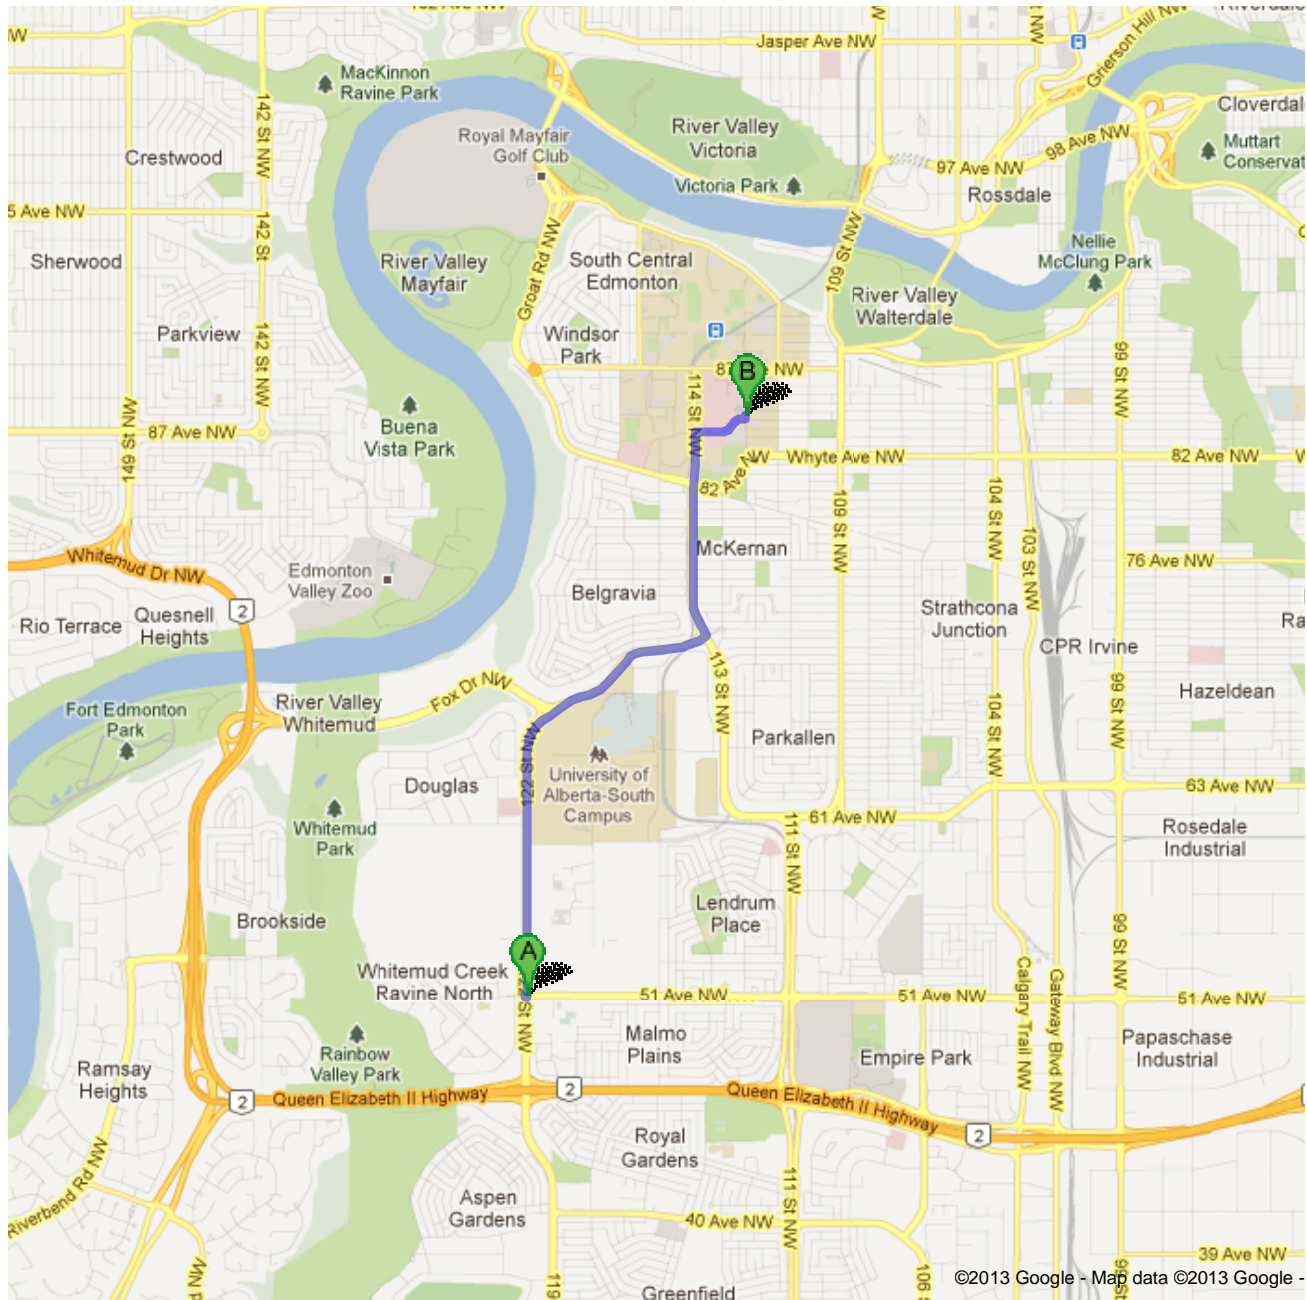 Jasper Ave NW
Grierson Hill NW
MacKinnon
Ravine Park
142 St NW
Royal Mayfair
Golf Club
River Valley
Victoria
Cloverdal
98 Ave NW
Muttart
Conservat
Crestwood
97 Ave NW
Victoria Park
Rossdale
5 Ave NW
142 St
Nellie
McClung Park
109 St NW
Sherwood
River Valley
Mayfair
Groat Rd NW
South Central
Edmonton
River Valley
Walterdale
Parkview
142 St NW
Windsor
Park
99 St NW
B
NW
114 St NW
149 St NW
87 Ave NW
Buena
Vista Park
Whyte Ave NW
82 Ave NW
82 Ave
109 St NW
104 St NW
103 St NW
Whitemud Dr NW
McKernan
76 Ave NW
Edmonton
Valley Zoo
2
Belgravia
Rio Terrace
Quesnell
Heights
Strathcona
Junction
CPR Irvine
Ra
113 St NW
99 St NW
Fox Dr NW
Hazeldean
Fort Edmonton
Park
River Valley
Whitemud
104 St NW
122 St NW
Parkallen
Douglas
University of
Alberta-South
Campus
63 Ave NW
Whitemud
Park
61 Ave NW
111 St NW
Rosedale
Industrial
Brookside
Lendrum
Place
99 St NW
A
Whitemud Creek
Ravine North
St NW
51 Ave NW
51 Ave NW
51 Ave NW
Calgary Trail NW
Gateway Blvd NW
Rainbow
Valley Park
Malmo
Plains
Empire Park
Papaschase
Industrial
Ramsay
Heights
2
Queen Elizabeth II Highway
2
Queen Elizabeth II Highway
2
Royal
Gardens
111 St NW
Riverbend Rd NW
Aspen
Gardens
40 Ave NW
39 Ave NW
119
106 S
Greenfield
©2013 Google - Map data ©2013 Google -